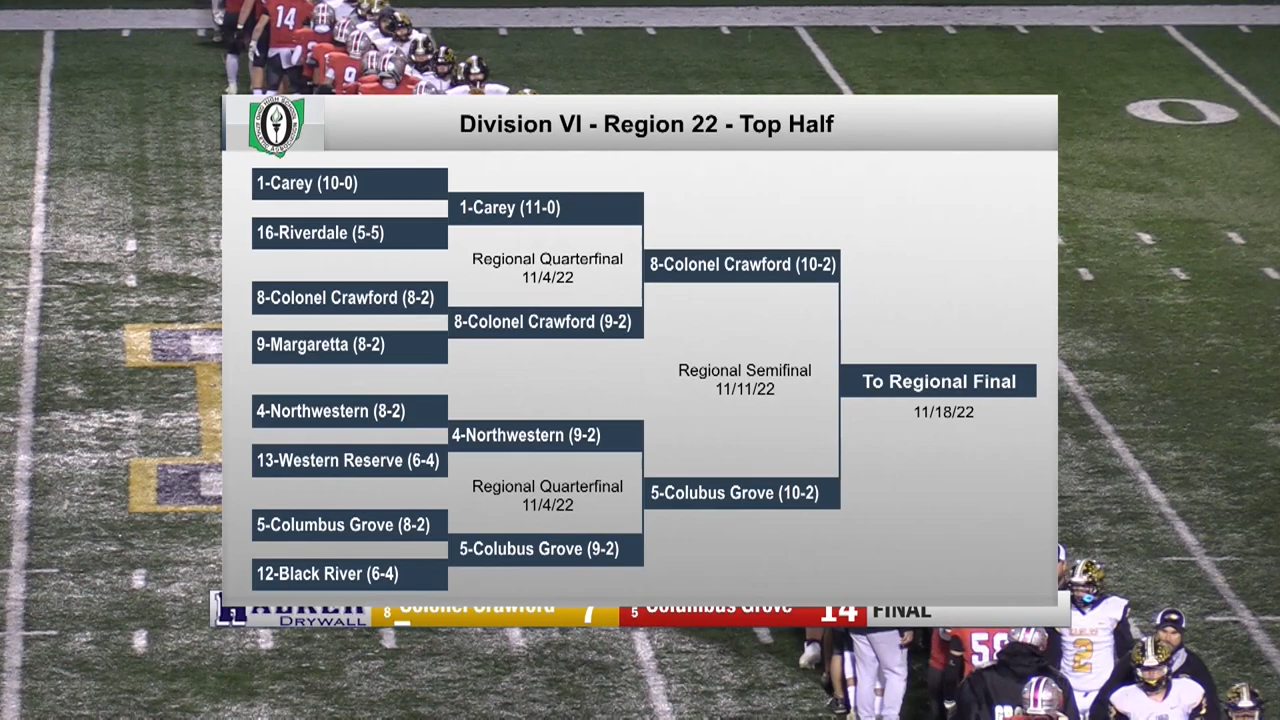 14
9
Division VI - Region 22 - Top Half
1-Carey (10-0)
16-Riverdale (5-5)
8-Colonel Crawford (8-2)
9-Margaretta (8-2)
4-Northwestern (8-2)
13-Western Reserve (6-4)
5-Columbus Grove (8-2)
12-Black River (6-4)
1-Carey (11-0)
Regional Quarterfinal
11/4/22
8-Colonel Crawford (9-2)
4-Northwestern (9-2)
Regional Quarterfinal
11/4/22
5-Colubus Grove (9-2)
8-Colonel Crawford (10-2)
Regional Semifinal
11/11/22
5-Colubus Grove (10-2)
To Regional Final
11/18/22
DRYWALL
8 Colonel Crawford 7 5 Columbus Grove 14 FINAL
58
2